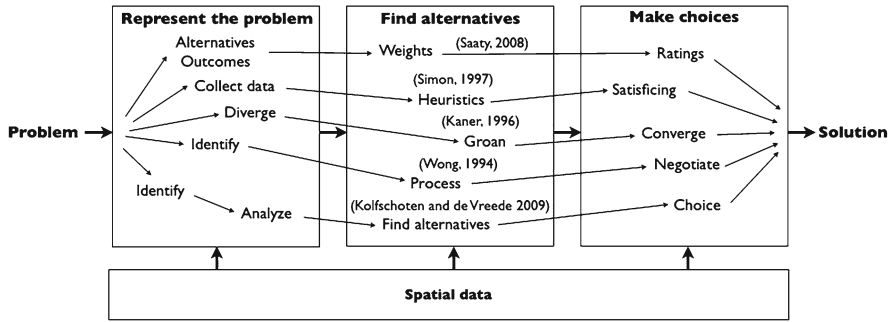 Represent the problem
Find alternatives
Make choices
Alternatives
Outcomes
Weights
(Saaty, 2008)
Ratings
Collect data
(Simon, 1997)
Heuristics
Satisficing
Diverge
(Kaner, 1996)
Groan
Converge
Problem
Solution
Identify
(Wong, 1994)
Process
Negotiate
Identify
Analyze
(Kolfschoten and de Vreede 2009)
Find alternatives
Choice
Spatial data